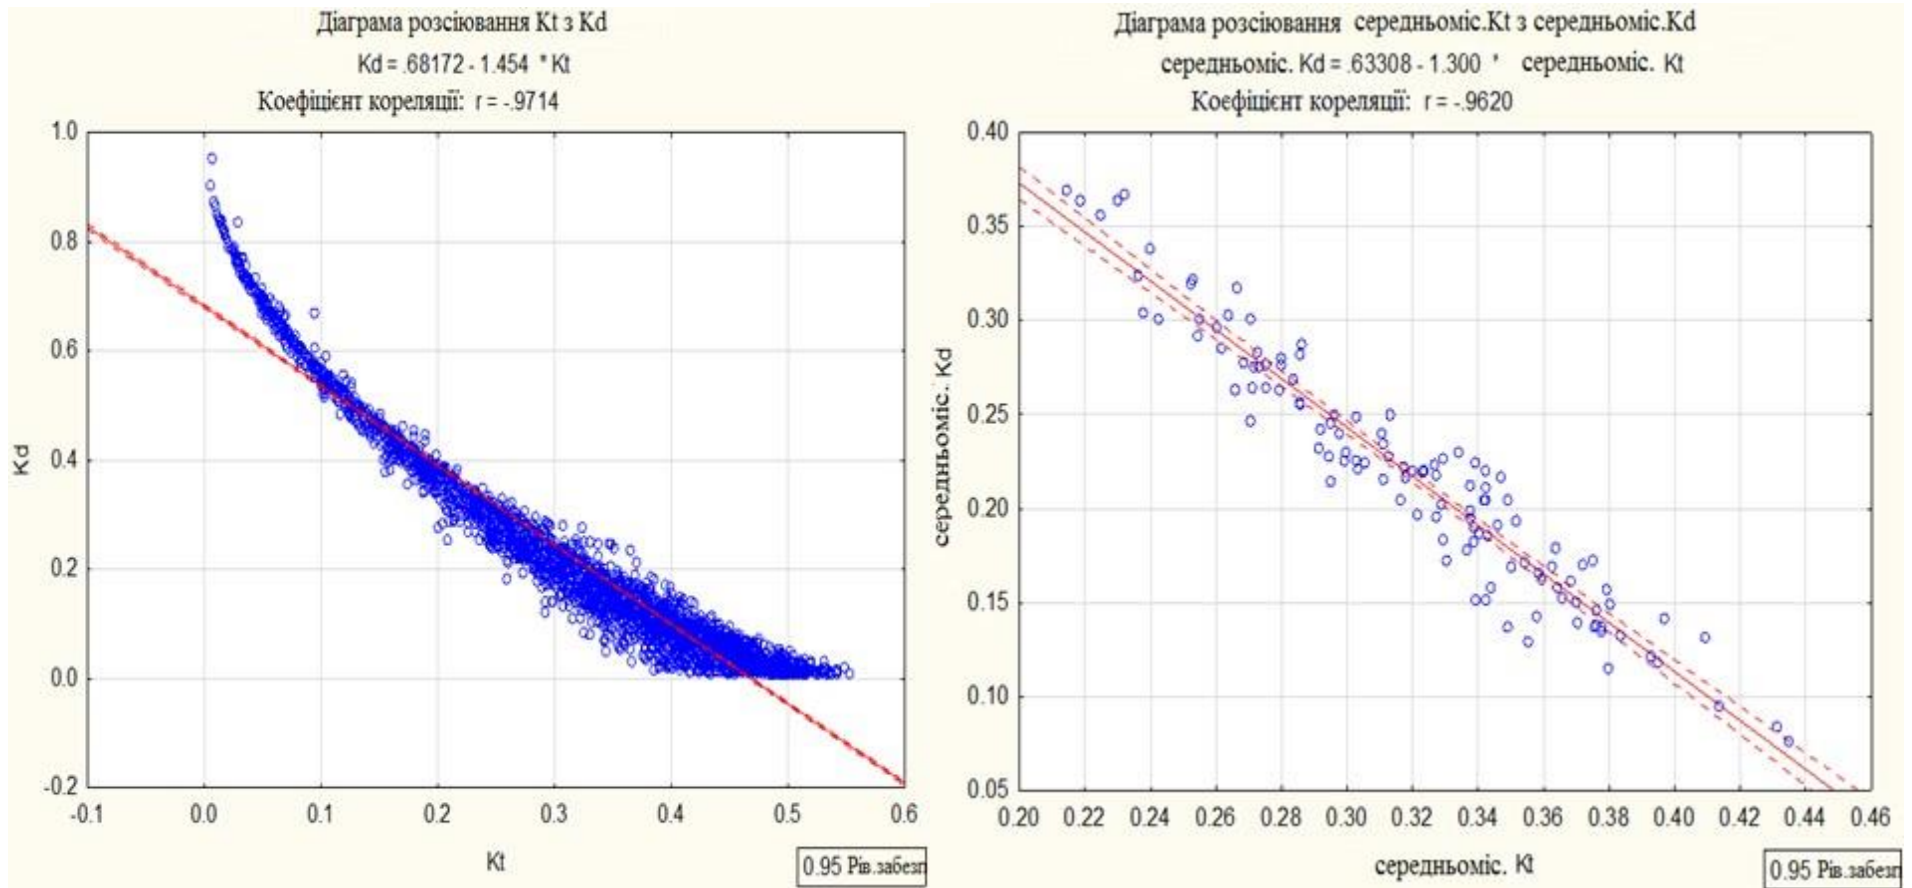 Діаграма розсіювання Kt з Kd
Kd = .68172 - 1.454 * Kt
Коефіцієнт кореляції: r = -.9714
1.0
0.8
0.6
0.4
0.2
0.0
-0.2
Kd
-0.1 0.0 0.1 0.2 0.3 0.4 0.5 0.6
Kt
0.95 Рів.забезп
Діаграма розсіювання середньоміс.Kt з середньоміс.Kd
середньоміс. Kd = .63308 - 1.300 * середньоміс. Kt
Коефіцієнт кореляції: r = -.9620
0.40
0.35
0.30
0.25
0.20
0.15
0.10
0.05
середньоміс. Kd
0.20 0.22 0.24 0.26 0.28 0.30 0.32 0.34 0.36 0.38 0.40 0.42 0.44 0.46
середньоміс. Kt
0.95 Рів.забезп